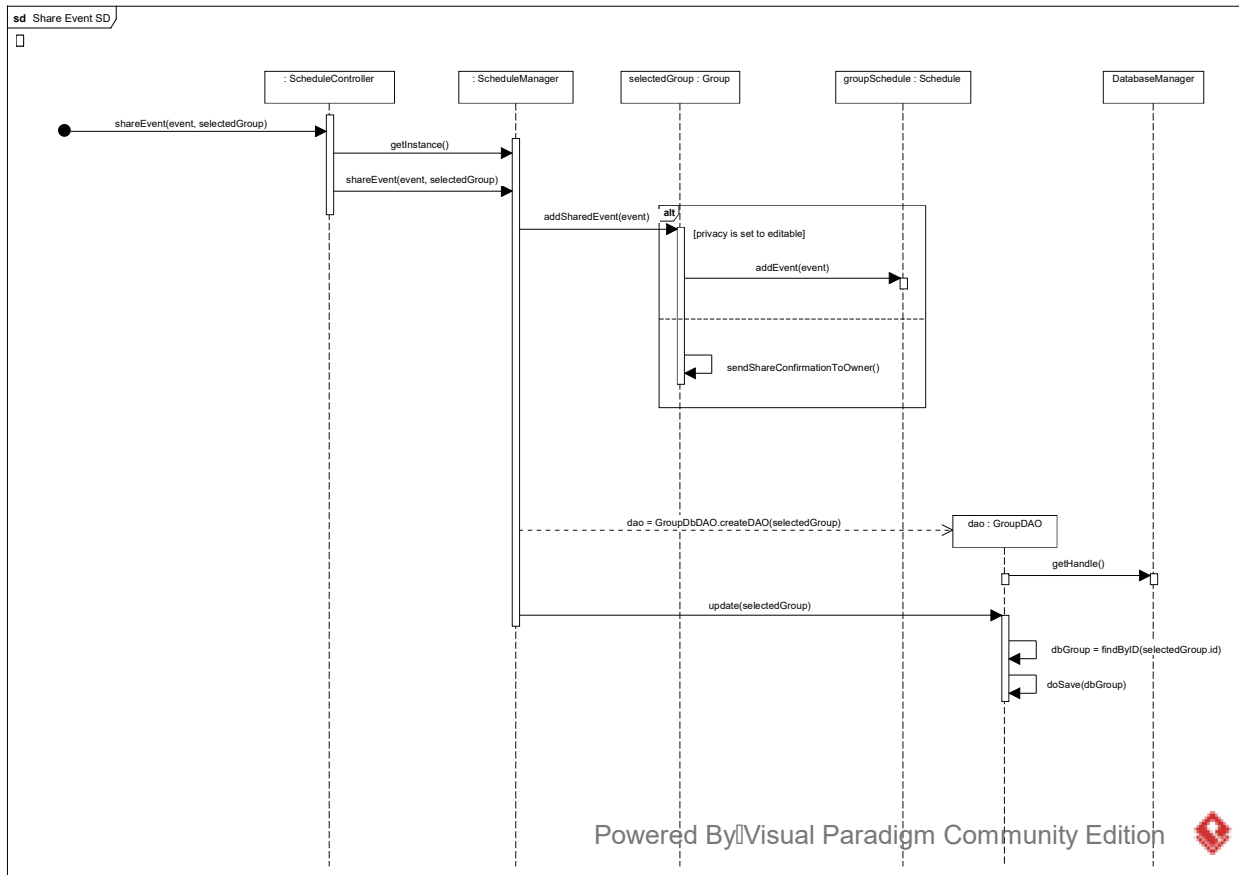 sd Share Event SD
: ScheduleController
: ScheduleManager
selectedGroup : Group
groupSchedule : Schedule
DatabaseManager
shareEvent(event, selectedGroup)
getInstance()
shareEvent(event, selectedGroup)
addSharedEvent(event)
alt
[privacy is set to editable]
addEvent(event)
sendShareConfirmationToOwner()
dao = GroupDbDAO.createDAO(selectedGroup)
dao : GroupDAO
getHandle()
update(selectedGroup)
dbGroup = findByID(selectedGroup.id)
doSave(dbGroup)
Powered By Visual Paradigm Community Edition